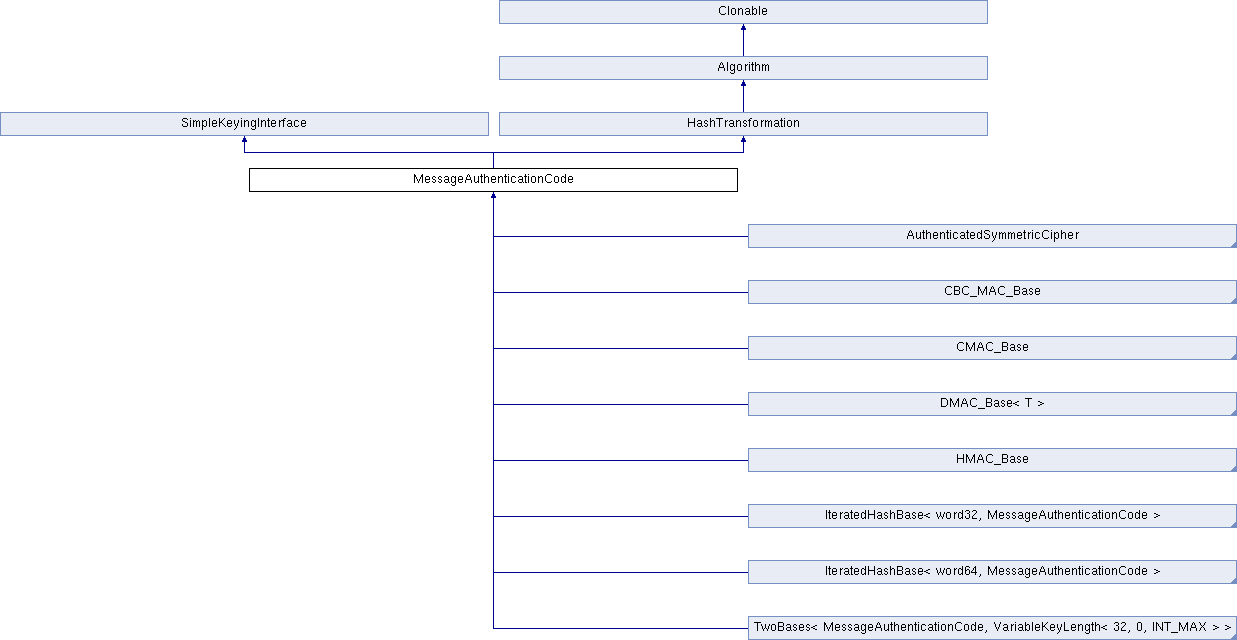 Clonable
Algorithm
SimpleKeyingInterface
HashTransformation
MessageAuthenticationCode
AuthenticatedSymmetricCipher
CBC_MAC_Base
CMAC_Base
DMAC_Base< T >
HMAC_Base
IteratedHashBase< word32, MessageAuthenticationCode >
IteratedHashBase< word64, MessageAuthenticationCode >
TwoBases< MessageAuthenticationCode, VariableKeyLength< 32, 0, INT_MAX > >